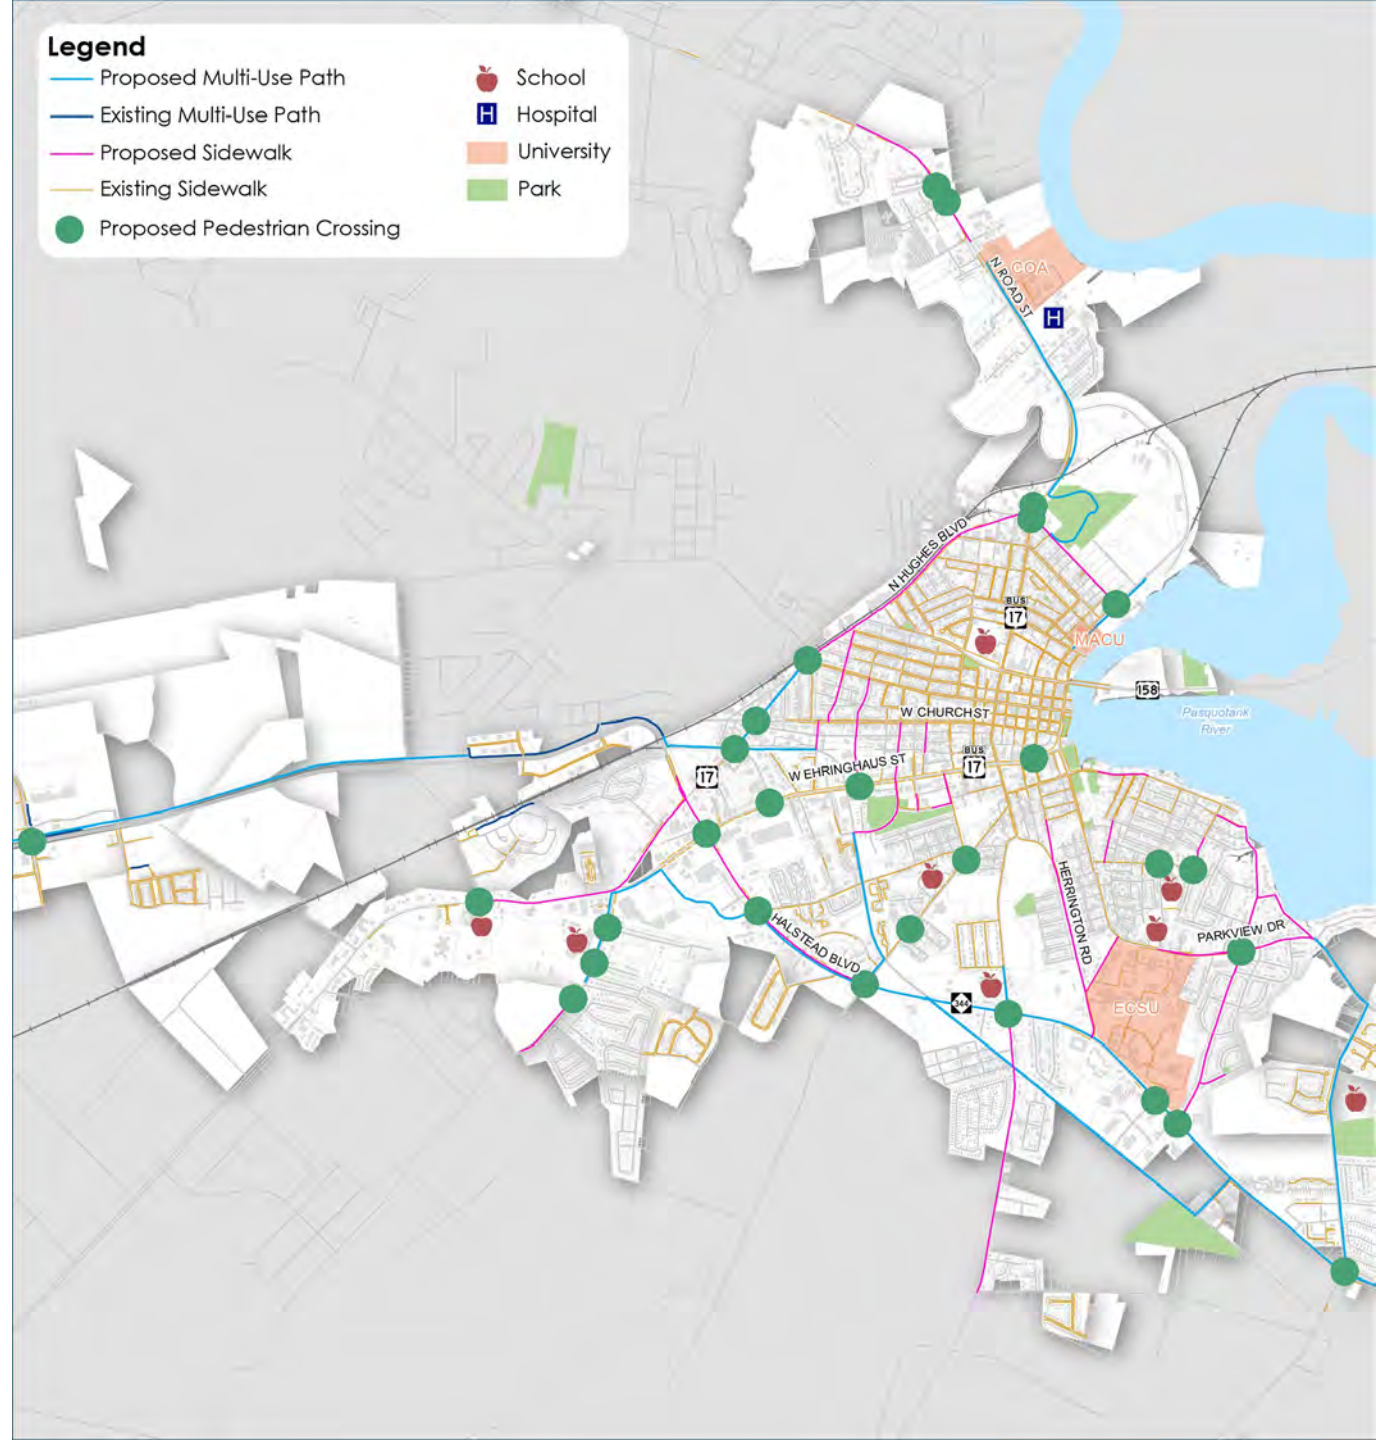 Legend
Proposed Multi-Use Path
Existing Multi-Use Path
Proposed Sidewalk
Existing Sidewalk
Proposed Pedestrian Crossing
School
H Hospital
University
Park
COA
N ROAD ST
H
N HUGHES BLVD
BUS
17
MACU
158
W CHURCH ST
Pasquotank
River
BUS
17
17
W EHRINGHAUS ST
HERRINGTON RD
HALSTEAD BLVD
PARKVIEW DR
344
ECSU